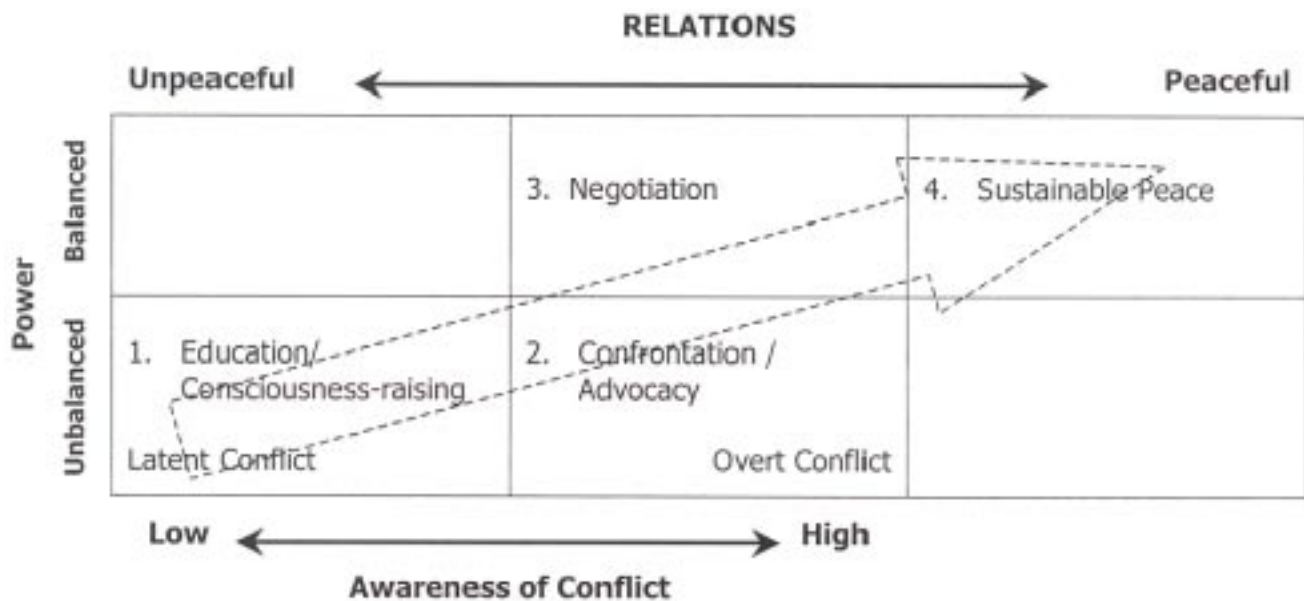 RELATIONS
Unpeaceful Peaceful
Power
Balanced
Unbalanced
3. Negotiation
4. Sustainable Peace
1. Education/
Consciousness-raising
2. Confrontation /
Advocacy
Latent Conflict
Overt Conflict
Low High
Awareness of Conflict